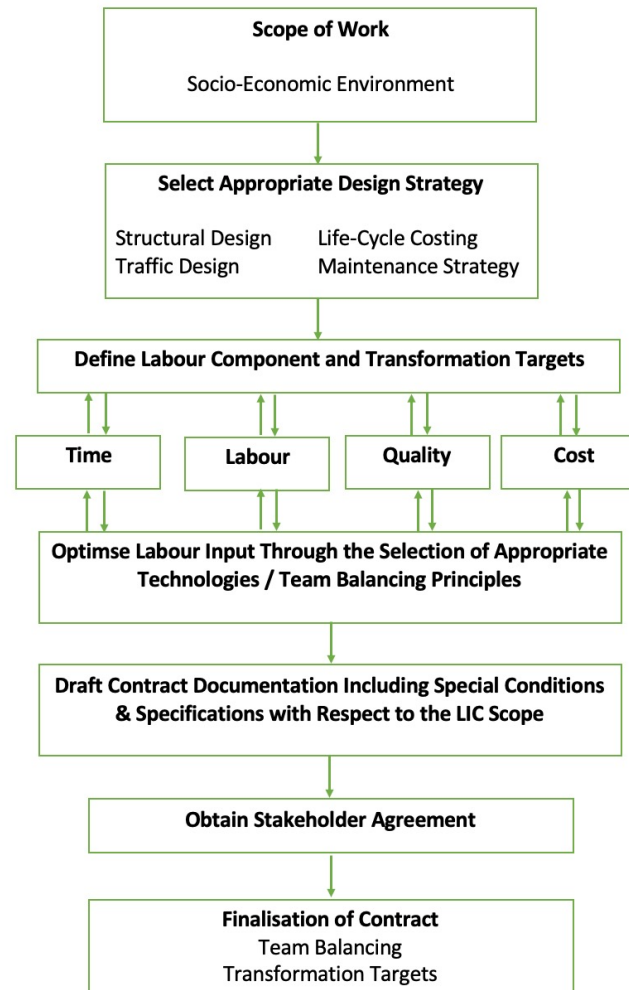 Scope of Work
Socio-Economic Environment
Select Appropriate Design Strategy
Structural Design Life-Cycle Costing
Traffic Design Maintenance Strategy
Define Labour Component and Transformation Targets
Time Labour Quality Cost
Optimse Labour Input Through the Selection of Appropriate
Technologies / Team Balancing Principles
Draft Contract Documentation Including Special Conditions
& Specifications with Respect to the LIC Scope
Obtain Stakeholder Agreement
Finalisation of Contract
Team Balancing
Transformation Targets